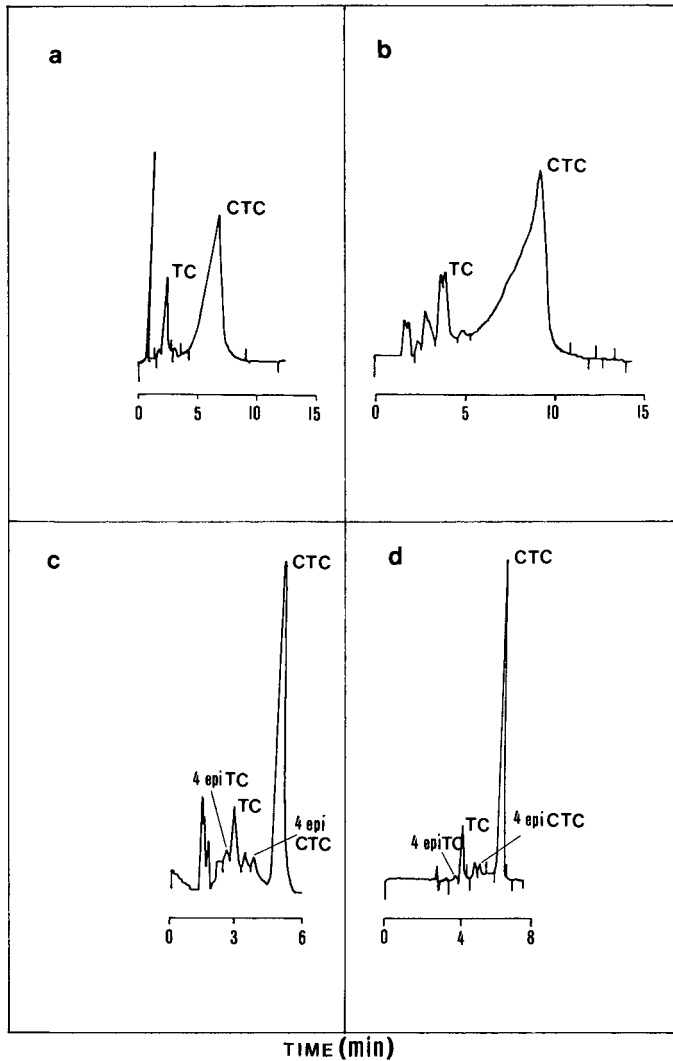 a
CTC
TC
0 5 10 15
b
CTC
TC
0 5 10 15
c
CTC
4 epi TC
TC
4 epi
CTC
0 3 6
d
CTC
4 epi TC
TC
4 epi CTC
0 4 8
TIME (min)